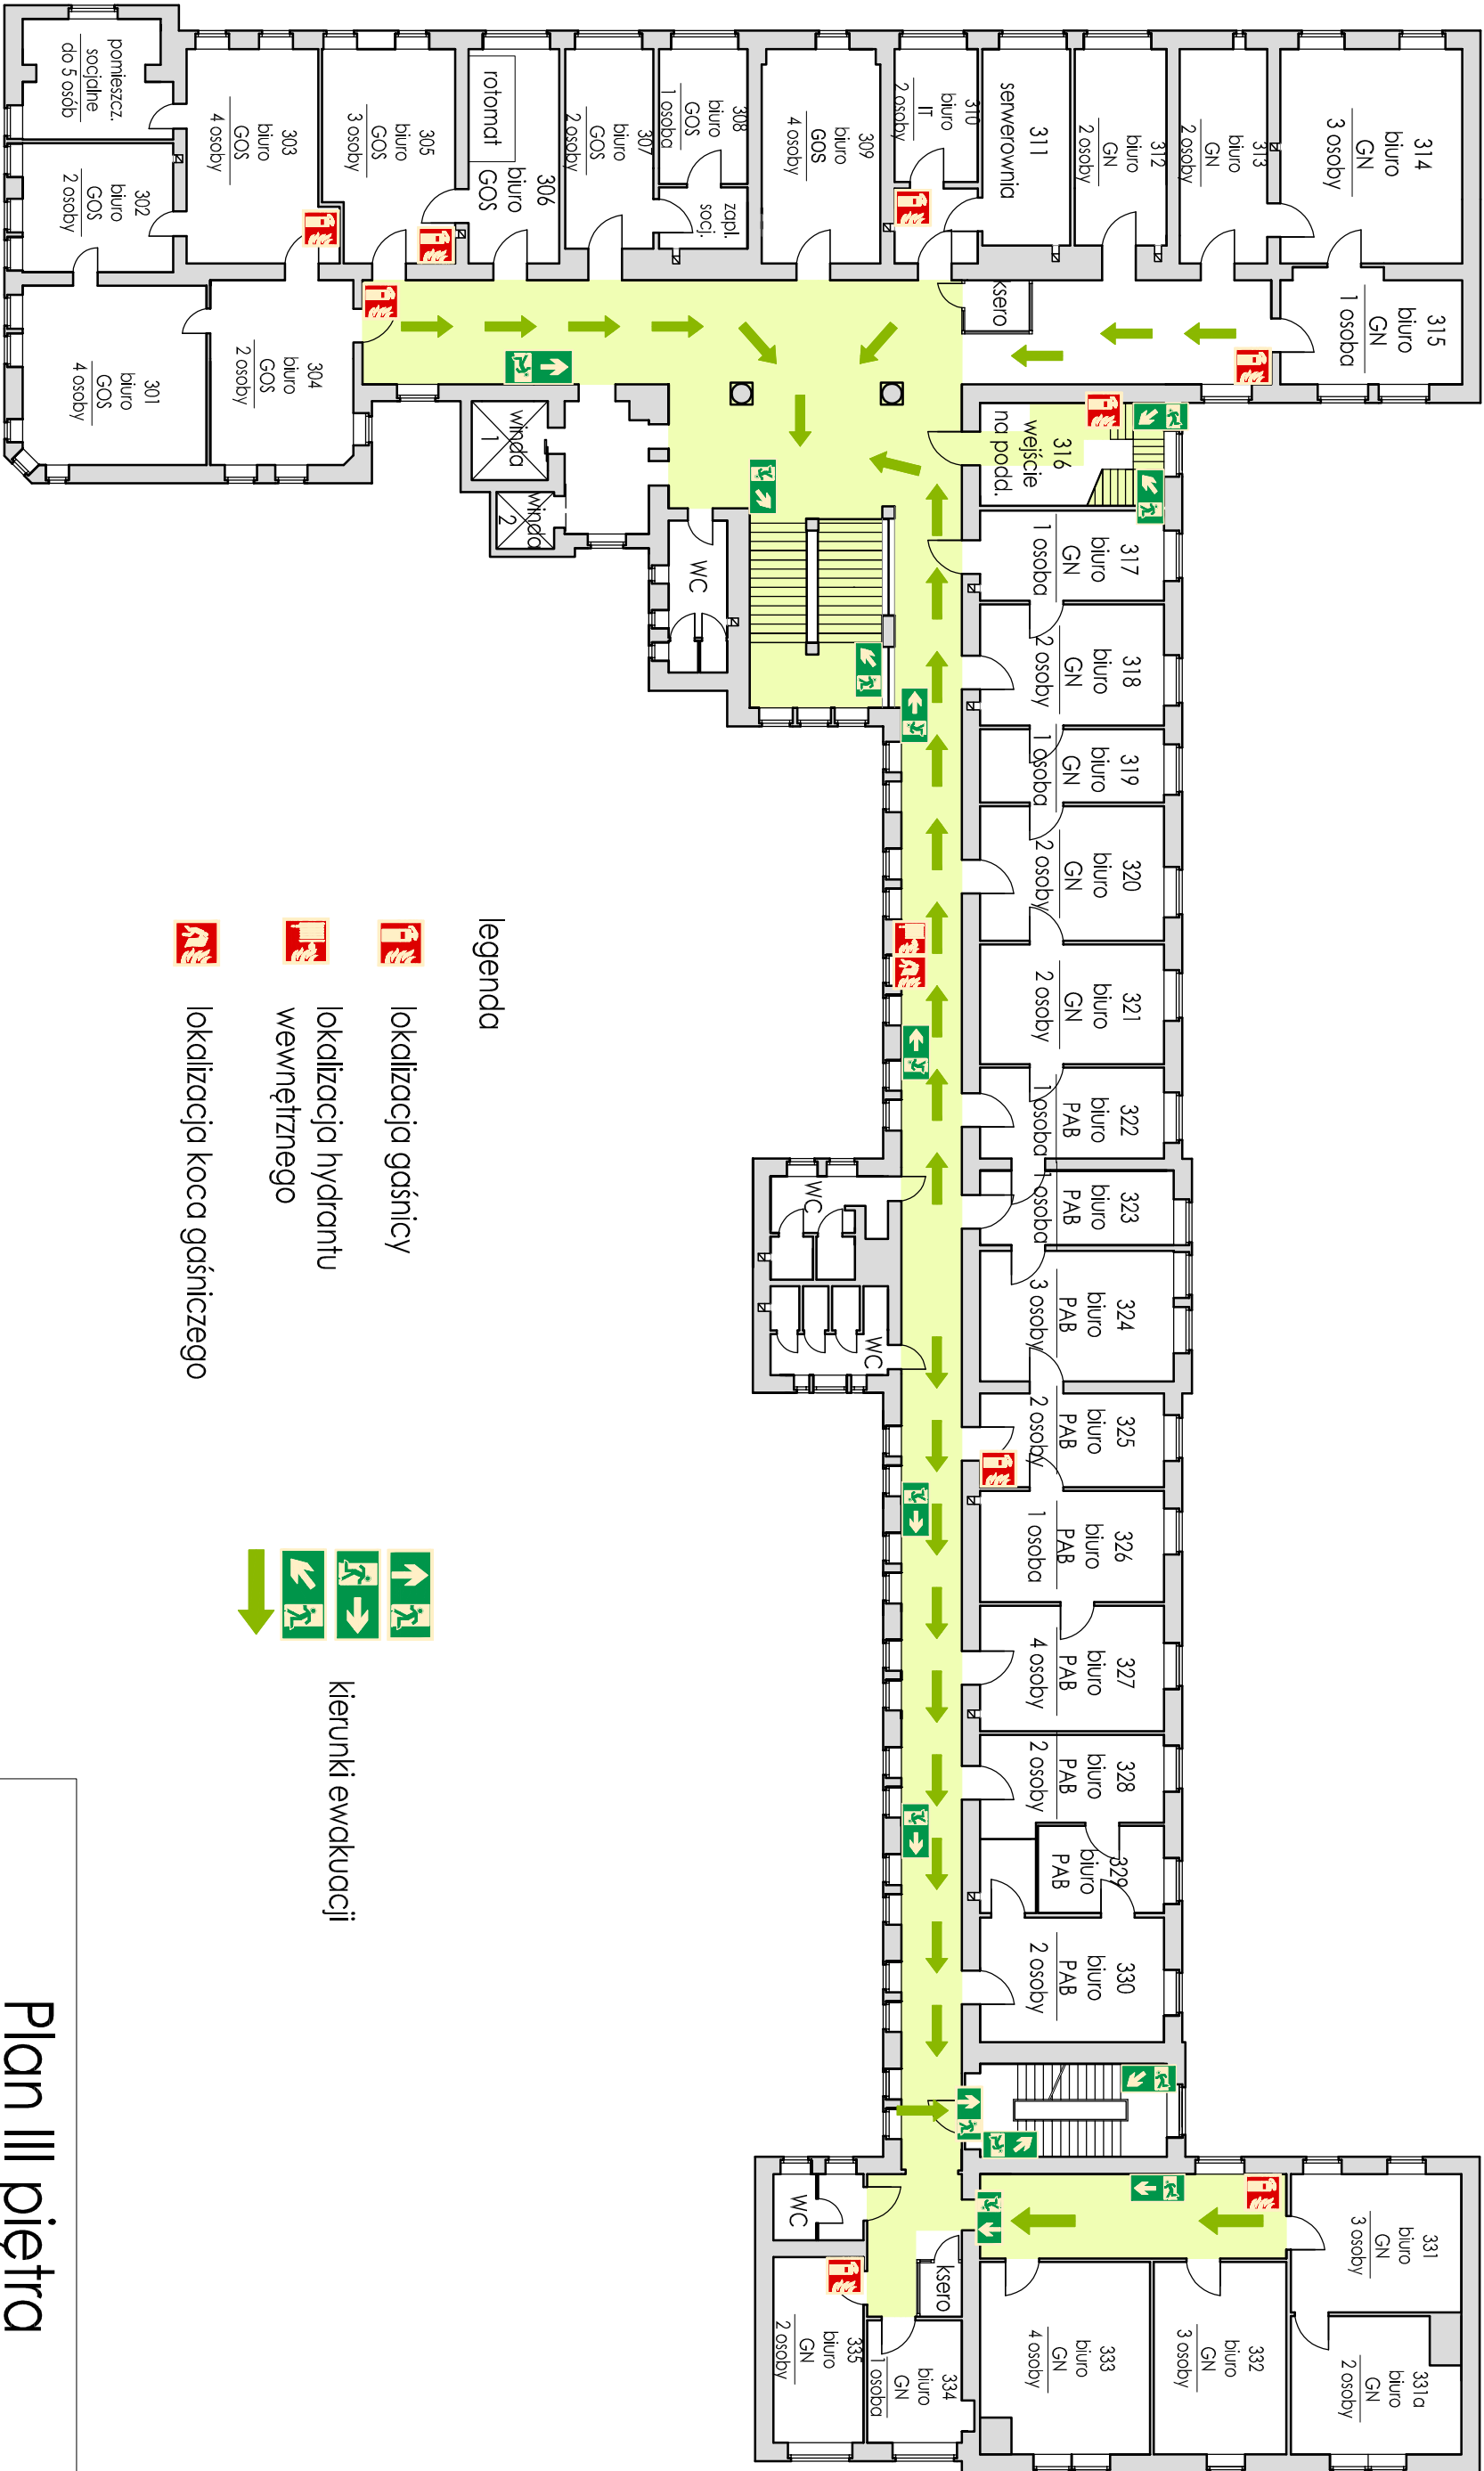 pomieszcz.
socjalne
do 5 osób
302
biuro
GOS
2 osoby
301
biuro
GOS
4 osoby
303
biuro
GOS
4 osoby
304
biuro
GOS
2 osoby
305
biuro
GOS
3 osoby
rotomat
306
biuro
GOS
307
biuro
GOS
2 osoby
308
biuro
GOS
1 osoba
zapl.
socj.
309
biuro
GOS
4 osoby
310
biuro
IT
2 osoby
311
serwerownia
312
biuro
GN
2 osoby
313
biuro
GN
2 osoby
314
biuro
GN
3 osoby
315
biuro
GN
1 osoba
ksero
winda
1
winda
2
WC
316
wejście
na podd.
317
biuro
GN
1 osoba
318
biuro
GN
2 osoby
319
biuro
GN
1 osoba
320
biuro
GN
2 osoby
321
biuro
GN
2 osoby
322
biuro
PAB
1 osoba
323
biuro
PAB
1 osoba
324
biuro
PAB
3 osoby
325
biuro
PAB
2 osoby
326
biuro
PAB
1 osoba
327
biuro
PAB
4 osoby
328
biuro
PAB
2 osoby
329
biuro
PAB
330
biuro
PAB
2 osoby
WC
WC
331
biuro
GN
3 osoby
331a
biuro
GN
2 osoby
332
biuro
GN
3 osoby
333
biuro
GN
4 osoby
ksero
334
biuro
GN
1 osoba
335
biuro
GN
2 osoby
WC
legenda
lokalizacja gaśnicy
lokalizacja hydrantu
wewnętrznego
lokalizacja koca gaśniczego
kierunki ewakuacji
Plan III piętra